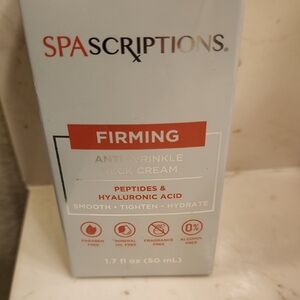 SPASCRIPTIONS®
FIRMING
ANTI-WRINKLE
NECK CREAM
PEPTIDES &
HYALURONIC ACID
SMOOTH • TIGHTEN • HYDRATE
0%
PARABEN FREE
MINERAL OIL FREE
FRAGRANCE FREE
ALCOHOL FREE
1.7 fl oz (50 mL)